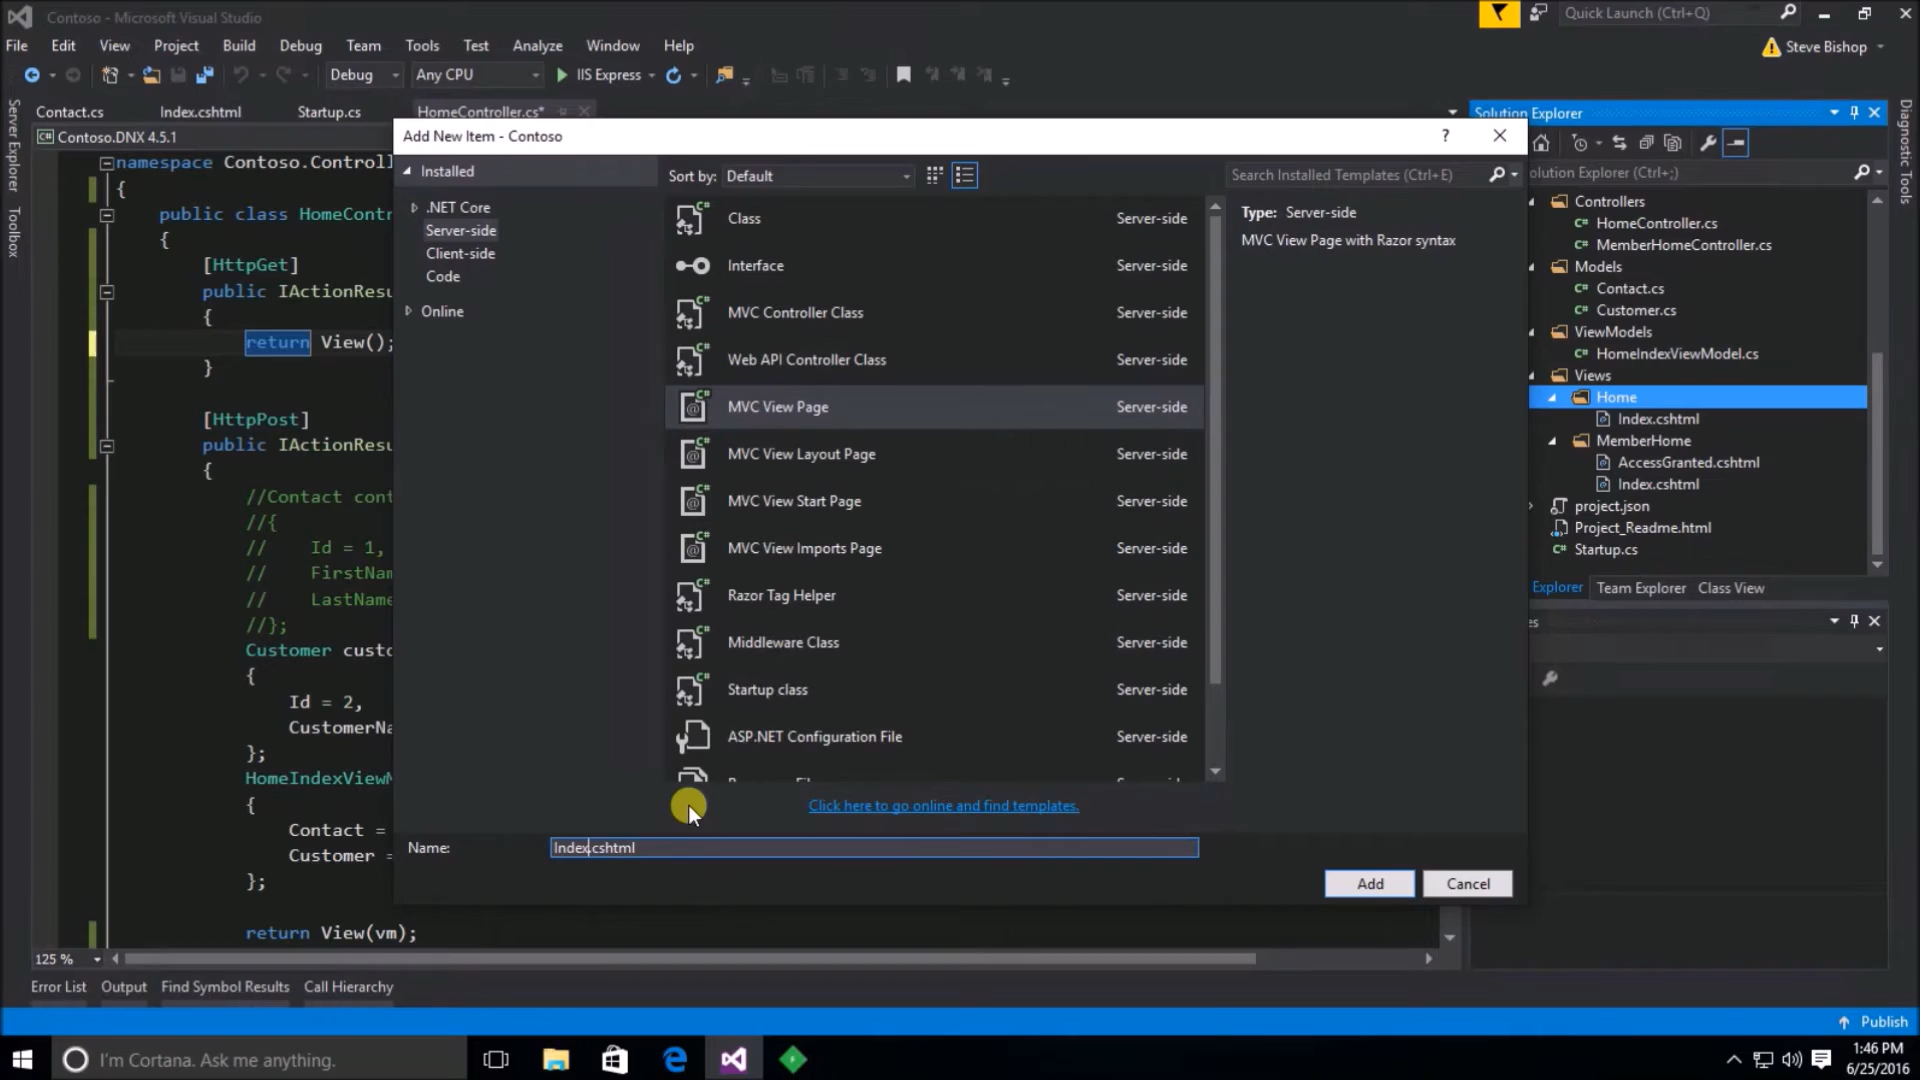 Contoso - Microsoft Visual Studio
Quick Launch (Ctrl+Q)
File Edit View Project Build Debug Team Tools Test Analyze Window Help
Steve Bishop
Debug Any CPU IIS Express
Contact.cs Index.cshtml Startup.cs HomeController.cs*
Server Explorer
Toolbox
Contoso.DNX 4.5.1
namespace Contoso.Controll
{
public class HomeContr
{
[HttpGet]
public IActionResu
{
return View();
}
[HttpPost]
public IActionResu
{
//Contact cont
//{
// Id = 1,
// FirstNam
// LastName
//};
Customer custo
{
Id = 2,
CustomerNa
};
HomeIndexViewM
{
Contact =
Customer =
};
return View(vm);
125 %
Add New Item - Contoso
?
Installed
.NET Core
Server-side
Client-side
Code
Online
Sort by: Default
Search Installed Templates (Ctrl+E)
Class Server-side
Interface Server-side
MVC Controller Class Server-side
Web API Controller Class Server-side
MVC View Page Server-side
MVC View Layout Page Server-side
MVC View Start Page Server-side
MVC View Imports Page Server-side
Razor Tag Helper Server-side
Middleware Class Server-side
Startup class Server-side
ASP.NET Configuration File Server-side
Type: Server-side
MVC View Page with Razor syntax
Click here to go online and find templates.
Name: Index.cshtml
Add Cancel
Solution Explorer
olution Explorer (Ctrl+;)
Controllers
C# HomeController.cs
C# MemberHomeController.cs
Models
C# Contact.cs
C# Customer.cs
ViewModels
C# HomeIndexViewModel.cs
Views
Home
Index.cshtml
MemberHome
AccessGranted.cshtml
Index.cshtml
project.json
Project_Readme.html
C# Startup.cs
Explorer Team Explorer Class View
es
Diagnostic Tools
Error List Output Find Symbol Results Call Hierarchy
Publish
I'm Cortana. Ask me anything.
1:46 PM
6/25/2016